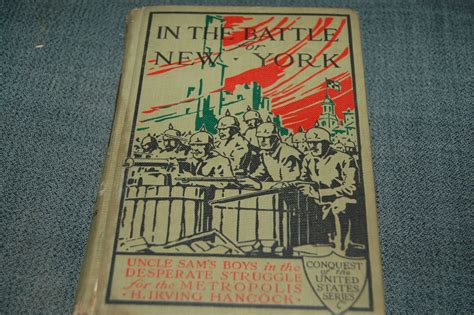 IN THE BATTLE
OF
NEW YORK
UNCLE SAM'S BOYS in the
DESPERATE STRUGGLE
for the METROPOLIS
· H. IRVING HANCOCK ·
CONQUEST
of the
UNITED
STATES
SERIES